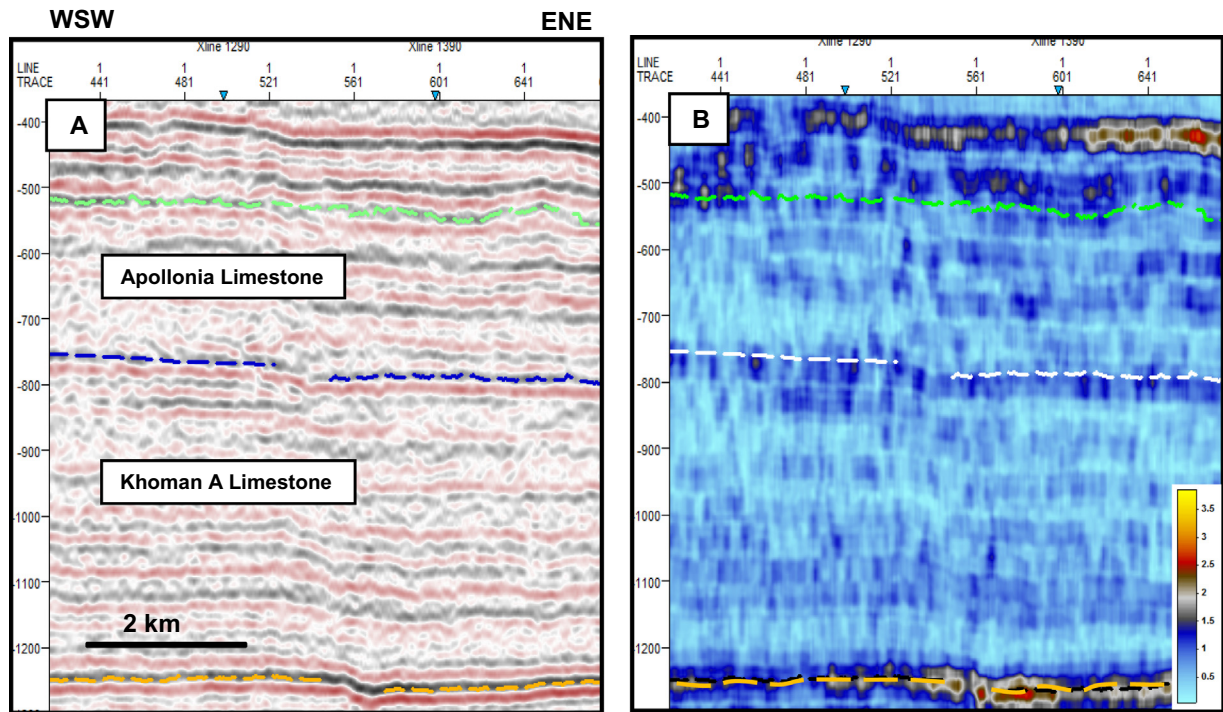 WSW
ENE
Xline 1290
Xline 1390
LINE 1 1 1 1 1 1
TRACE 441 481 521 561 601 641
A
-400
-500
-600
-700
-800
-900
-1000
-1100
-1200
Apollonia Limestone
Khoman A Limestone
2 km
Xline 1290
Xline 1390
LINE 1 1 1 1 1 1
TRACE 441 481 521 561 601 641
B
-400
-500
-600
-700
-800
-900
-1000
-1100
-1200
3.5
3
2.5
2
1.5
1
0.5